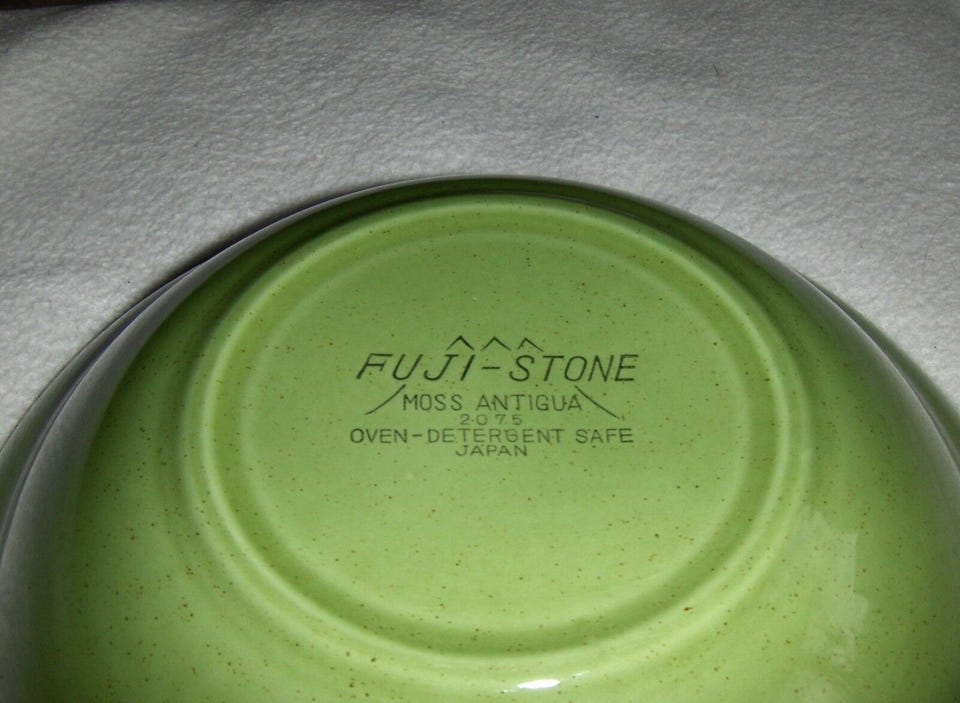 FUJI-STONE
MOSS ANTIGUA
2075
OVEN-DETERGENT SAFE
JAPAN